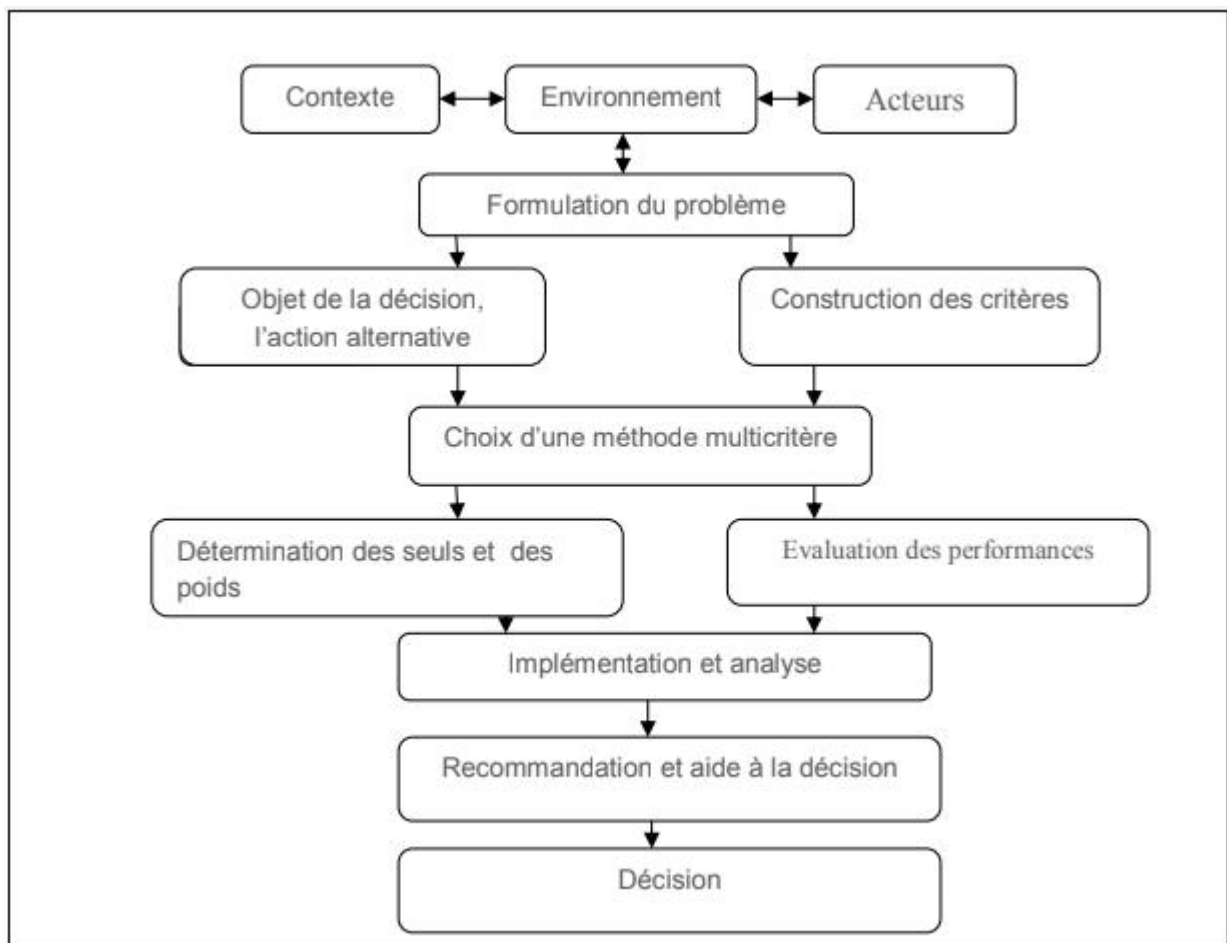 Contexte
Environnement
Acteurs
Formulation du problème
Objet de la décision,
l'action alternative
Construction des critères
Choix d'une méthode multicritère
Détermination des seuls et des
poids
Evaluation des performances
Implémentation et analyse
Recommandation et aide à la décision
Décision